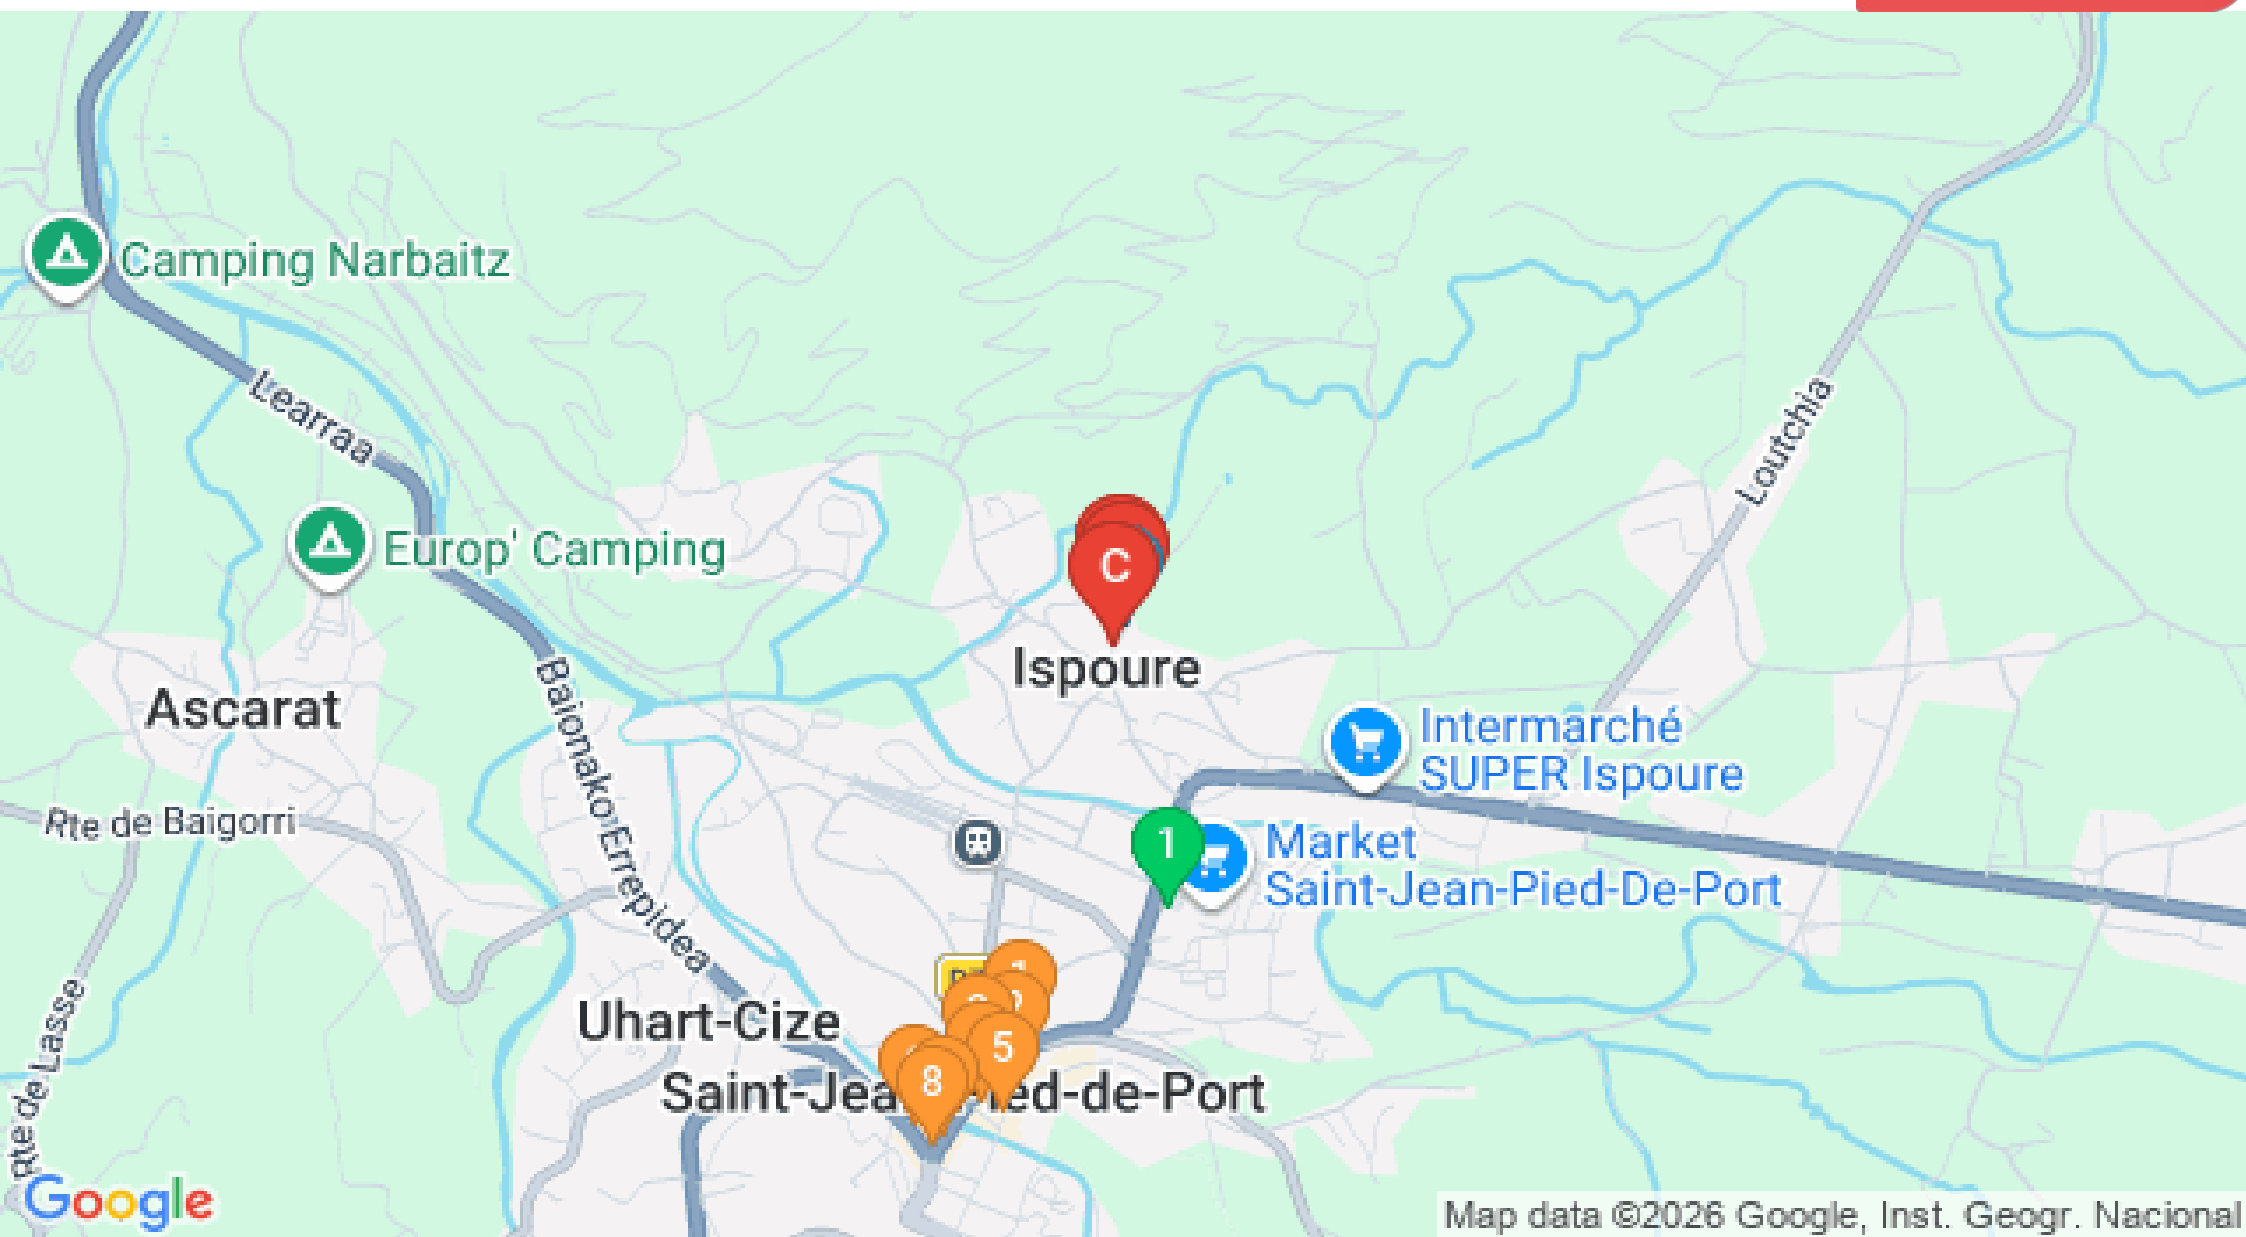 Camping Narbaitz
Learraa
Loutchia
Europ' Camping
C
Ispoure
Ascarat
Baionako Errepidea
Intermarché
SUPER Ispoure
Rte de Baigorri
1
Market
Saint-Jean-Pied-De-Port
Uhart-Cize
5
8
Rte de Lasse
Google
Map data ©2026 Google, Inst. Geogr. Nacional